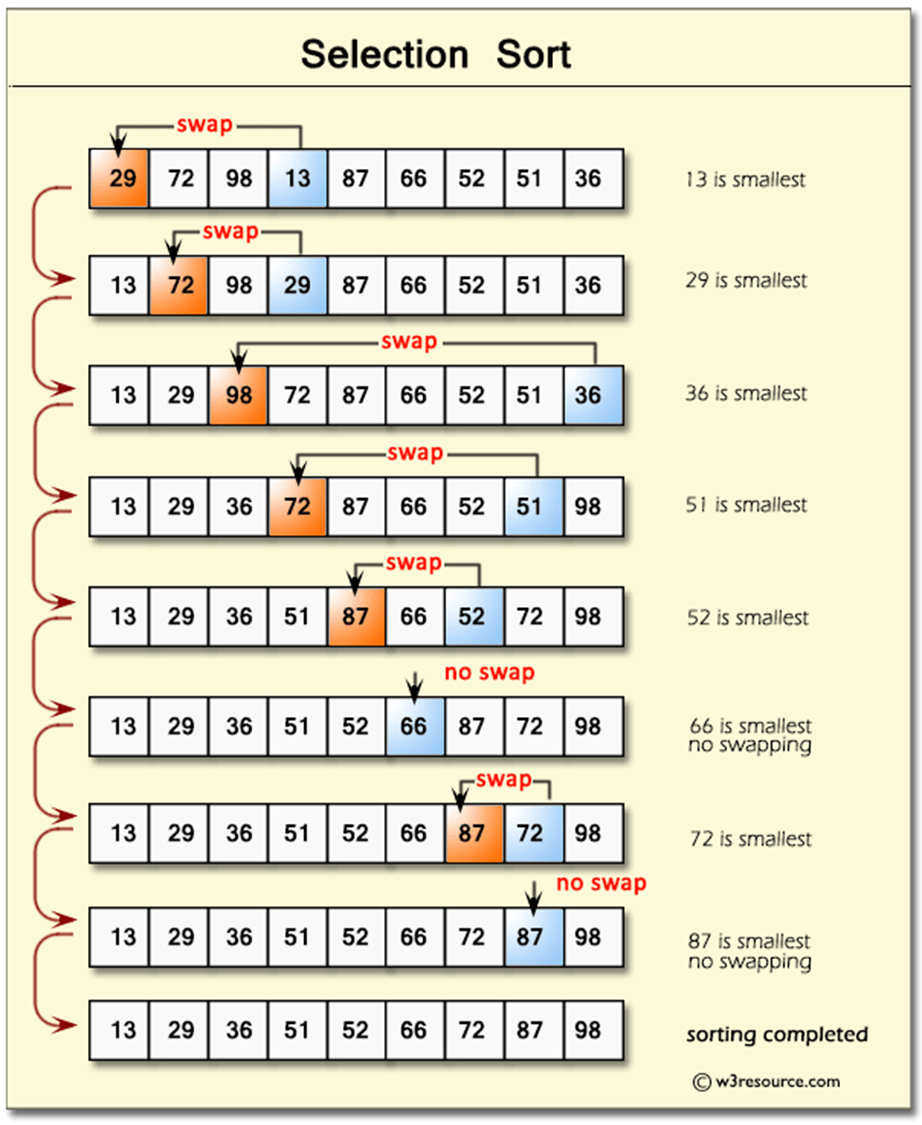 Selection Sort
swap
29 72 98 13 87 66 52 51 36
13 is smallest
swap
13 72 98 29 87 66 52 51 36
29 is smallest
swap
13 29 98 72 87 66 52 51 36
36 is smallest
swap
13 29 36 72 87 66 52 51 98
51 is smallest
swap
13 29 36 51 87 66 52 72 98
52 is smallest
no swap
13 29 36 51 52 66 87 72 98
66 is smallest
no swapping
swap
13 29 36 51 52 66 87 72 98
72 is smallest
no swap
13 29 36 51 52 66 72 87 98
87 is smallest
no swapping
13 29 36 51 52 66 72 87 98
sorting completed
© w3resource.com